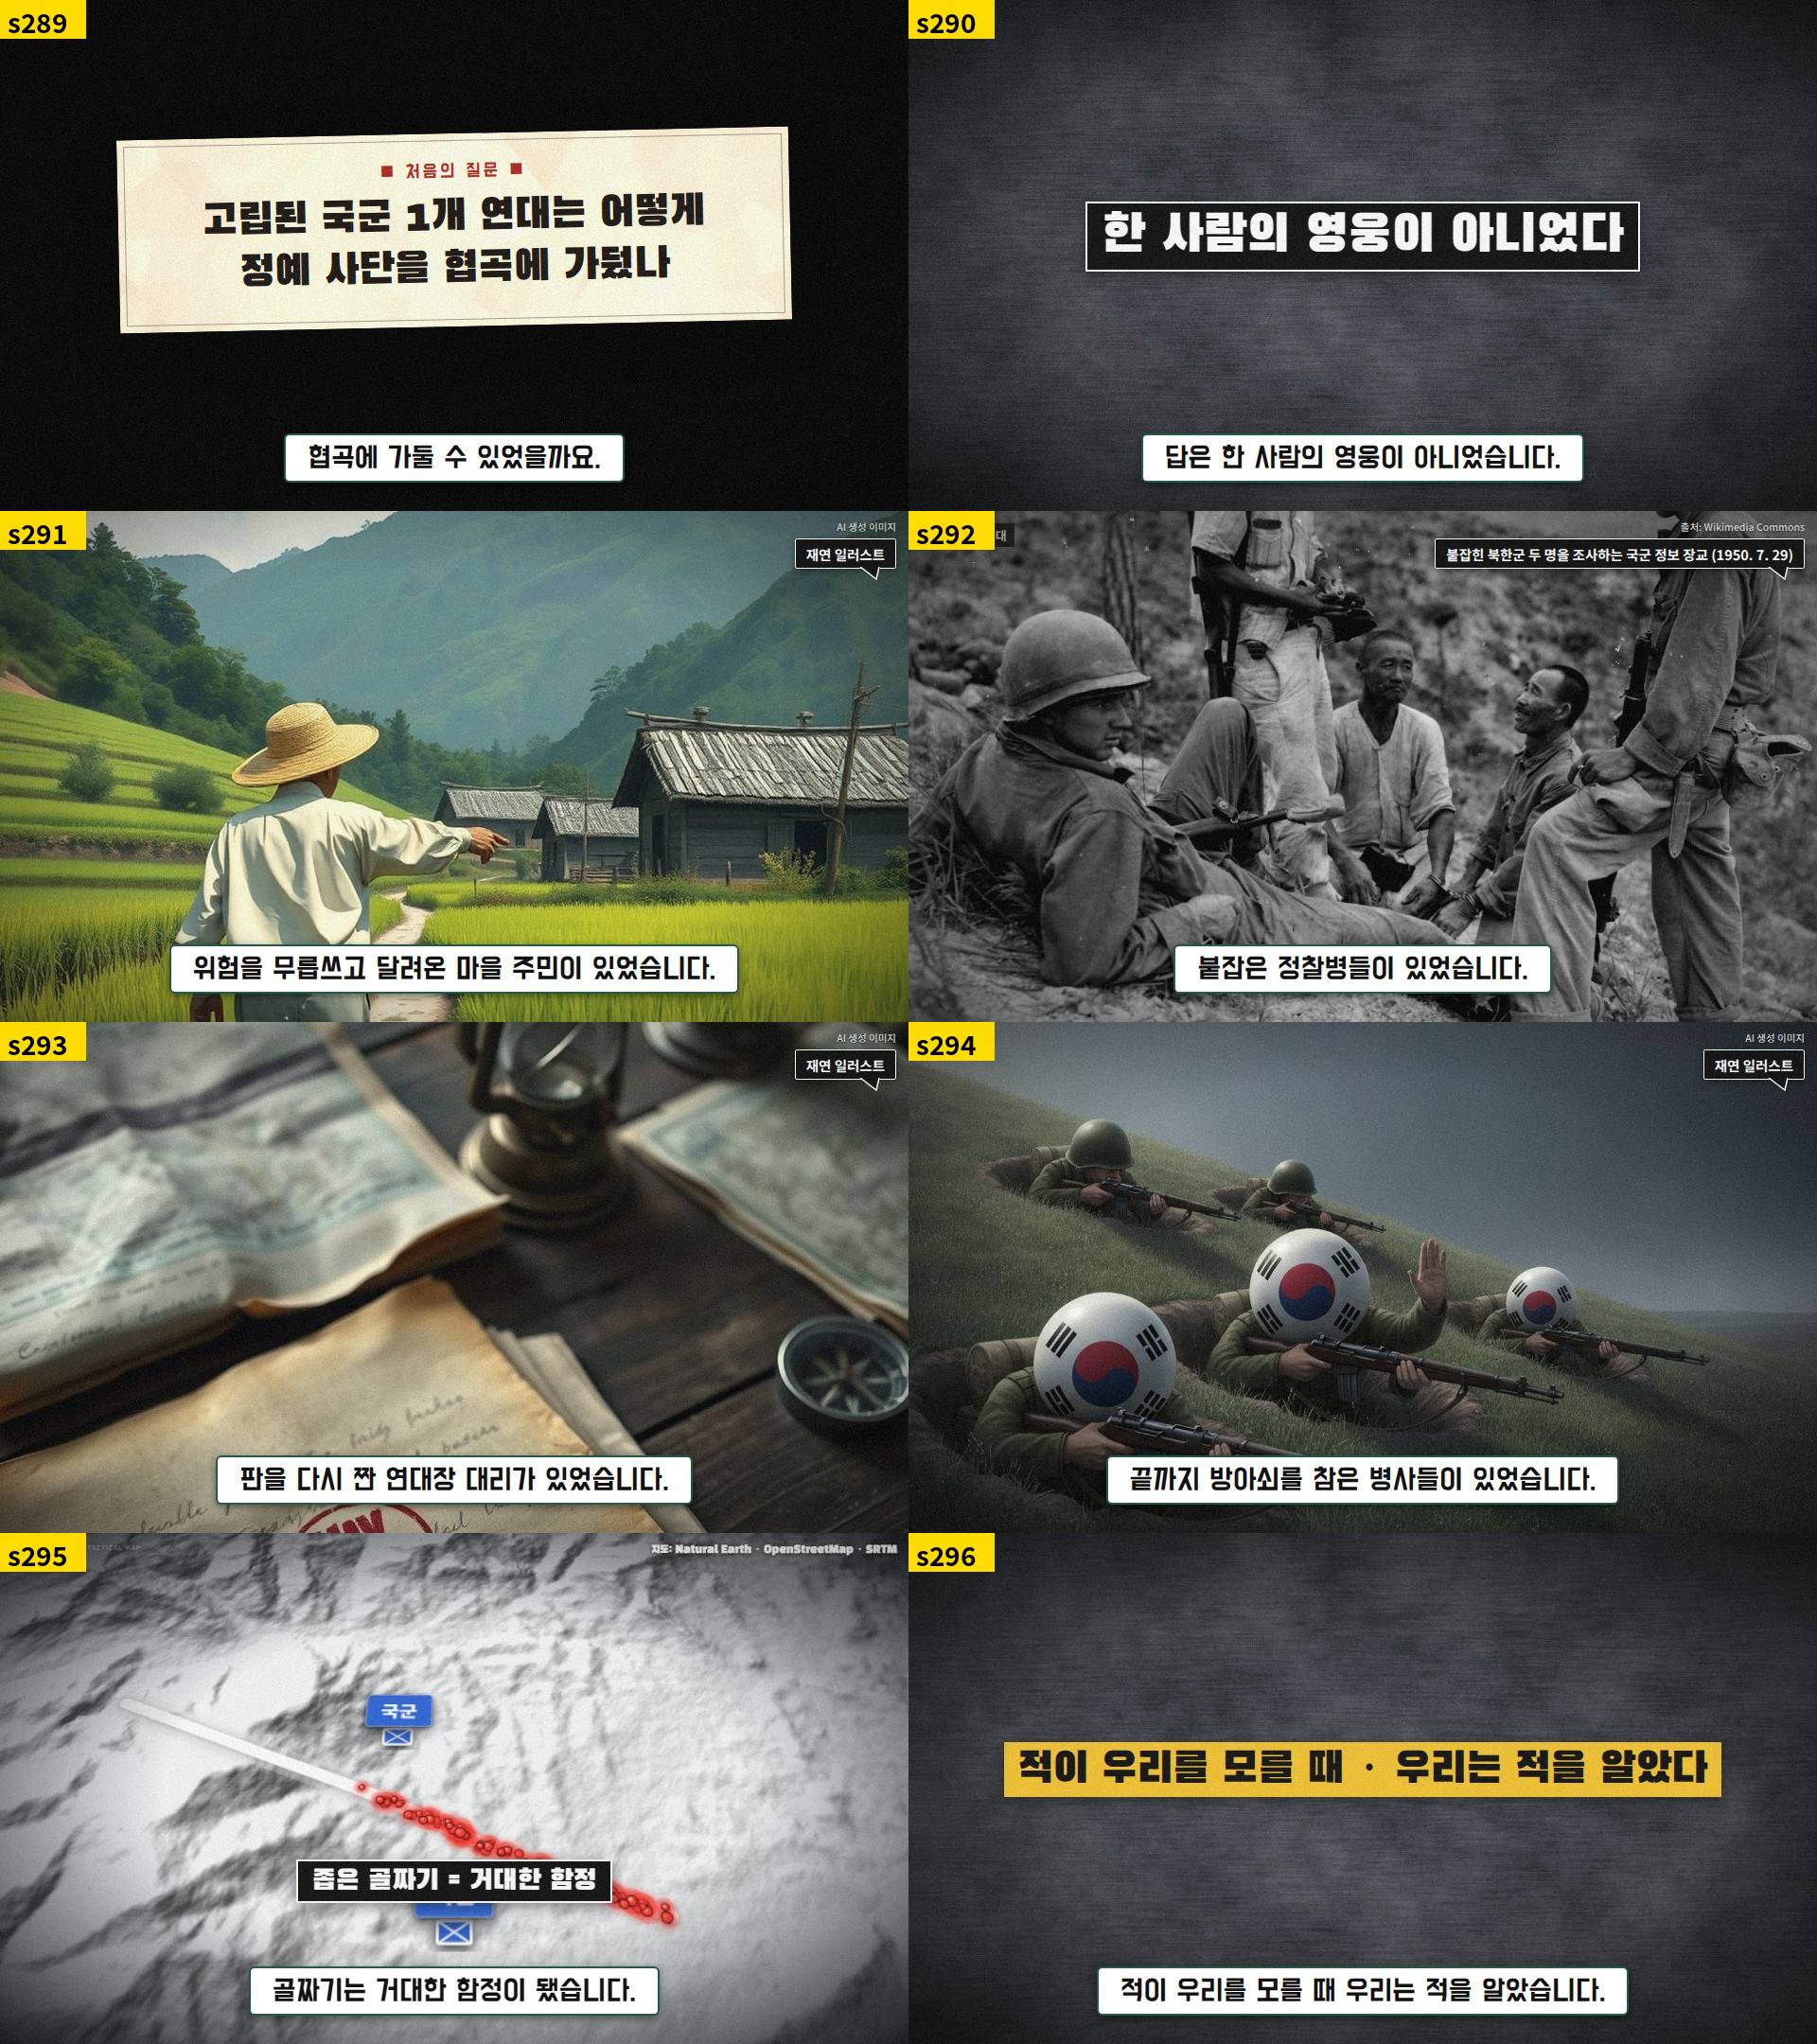 s289
■ 처음의 질문 ■
고립된 국군 1개 연대는 어떻게
정예 사단을 협곡에 가뒀나
협곡에 가둘 수 있었을까요.
s290
한 사람의 영웅이 아니었다
답은 한 사람의 영웅이 아니었습니다.
s291
AI 생성 이미지
재연 일러스트
위험을 무릅쓰고 달려온 마을 주민이 있었습니다.
s292
대
출처: Wikimedia Commons
붙잡힌 북한군 두 명을 조사하는 국군 정보 장교 (1950. 7. 29)
붙잡은 정찰병들이 있었습니다.
s293
AI 생성 이미지
재연 일러스트
판을 다시 짠 연대장 대리가 있었습니다.
s294
AI 생성 이미지
재연 일러스트
끝까지 방아쇠를 참은 병사들이 있었습니다.
s295
TACTICAL MAP
지도: Natural Earth · OpenStreetMap · SRTM
국군
좁은 골짜기 = 거대한 함정
골짜기는 거대한 함정이 됐습니다.
s296
적이 우리를 모를 때 · 우리는 적을 알았다
적이 우리를 모를 때 우리는 적을 알았습니다.